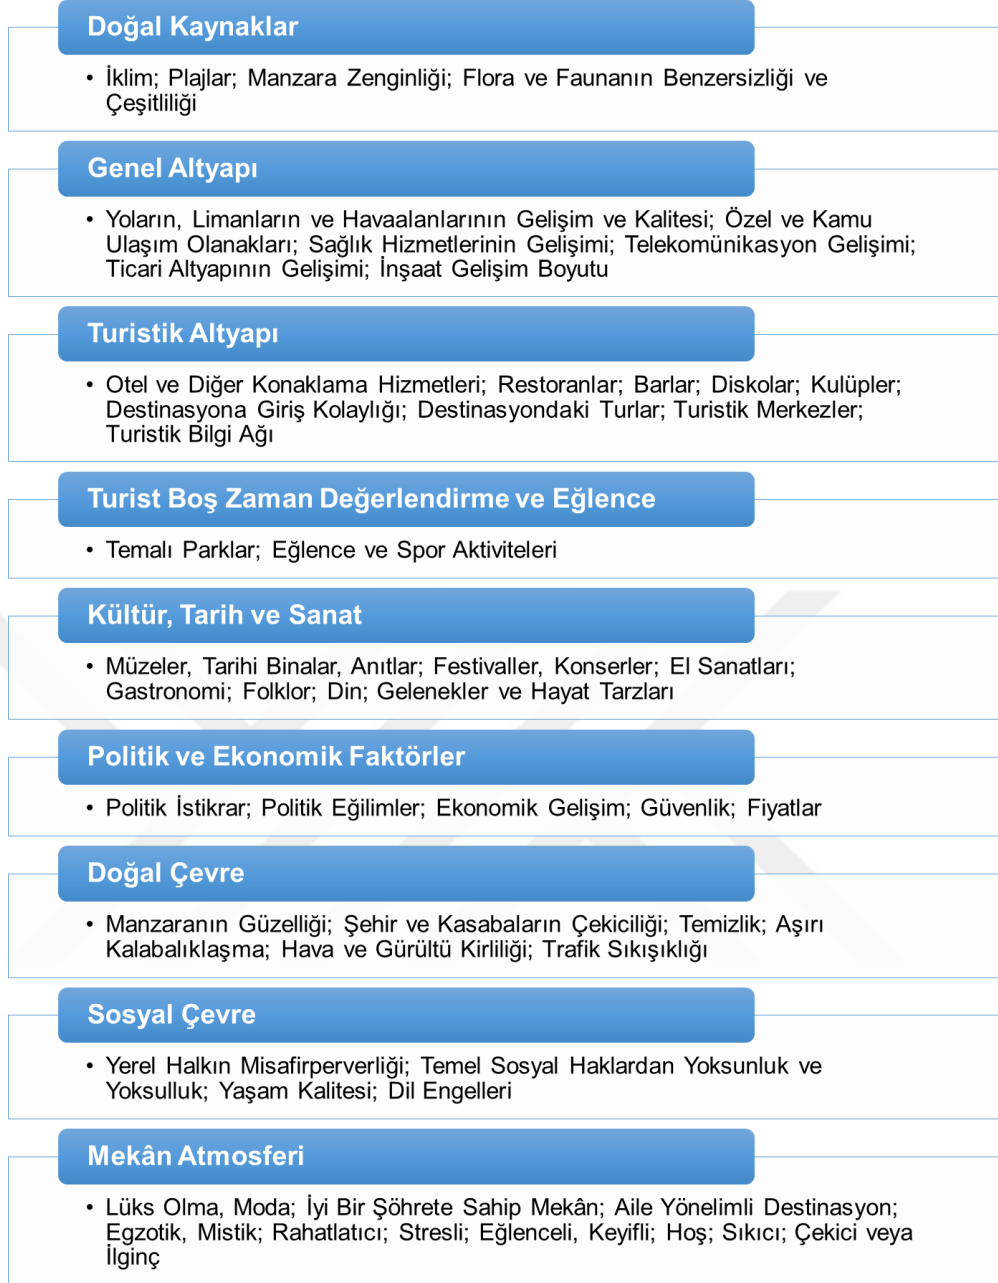 Doğal Kaynaklar
• İklim; Plajlar; Manzara Zenginliği; Flora ve Faunanın Benzersizliği ve
Çeşitliliği
Genel Altyapı
• Yoların, Limanların ve Havaalanlarının Gelişim ve Kalitesi; Özel ve Kamu
Ulaşım Olanakları; Sağlık Hizmetlerinin Gelişimi; Telekomünikasyon Gelişimi;
Ticari Altyapının Gelişimi; İnşaat Gelişim Boyutu
Turistik Altyapı
• Otel ve Diğer Konaklama Hizmetleri; Restoranlar; Barlar; Diskolar; Kulüpler;
Destinasyona Giriş Kolaylığı; Destinasyondaki Turlar; Turistik Merkezler;
Turistik Bilgi Ağı
Turist Boş Zaman Değerlendirme ve Eğlence
• Temalı Parklar; Eğlence ve Spor Aktiviteleri
Kültür, Tarih ve Sanat
• Müzeler, Tarihi Binalar, Anıtlar; Festivaller, Konserler; El Sanatları;
Gastronomi; Folklor; Din; Gelenekler ve Hayat Tarzları
Politik ve Ekonomik Faktörler
• Politik İstikrar; Politik Eğilimler; Ekonomik Gelişim; Güvenlik; Fiyatlar
Doğal Çevre
• Manzaranın Güzelliği; Şehir ve Kasabaların Çekiciliği; Temizlik; Aşırı
Kalabalıklaşma; Hava ve Gürültü Kirliliği; Trafik Sıkışıklığı
Sosyal Çevre
• Yerel Halkın Misafirperverliği; Temel Sosyal Haklardan Yoksunluk ve
Yoksulluk; Yaşam Kalitesi; Dil Engelleri
Mekân Atmosferi
• Lüks Olma, Moda; İyi Bir Şöhrete Sahip Mekân; Aile Yönelimli Destinasyon;
Egzotik, Mistik; Rahatlatıcı; Stresli; Eğlenceli, Keyifli; Hoş; Sıkıcı; Çekici veya
İlginç